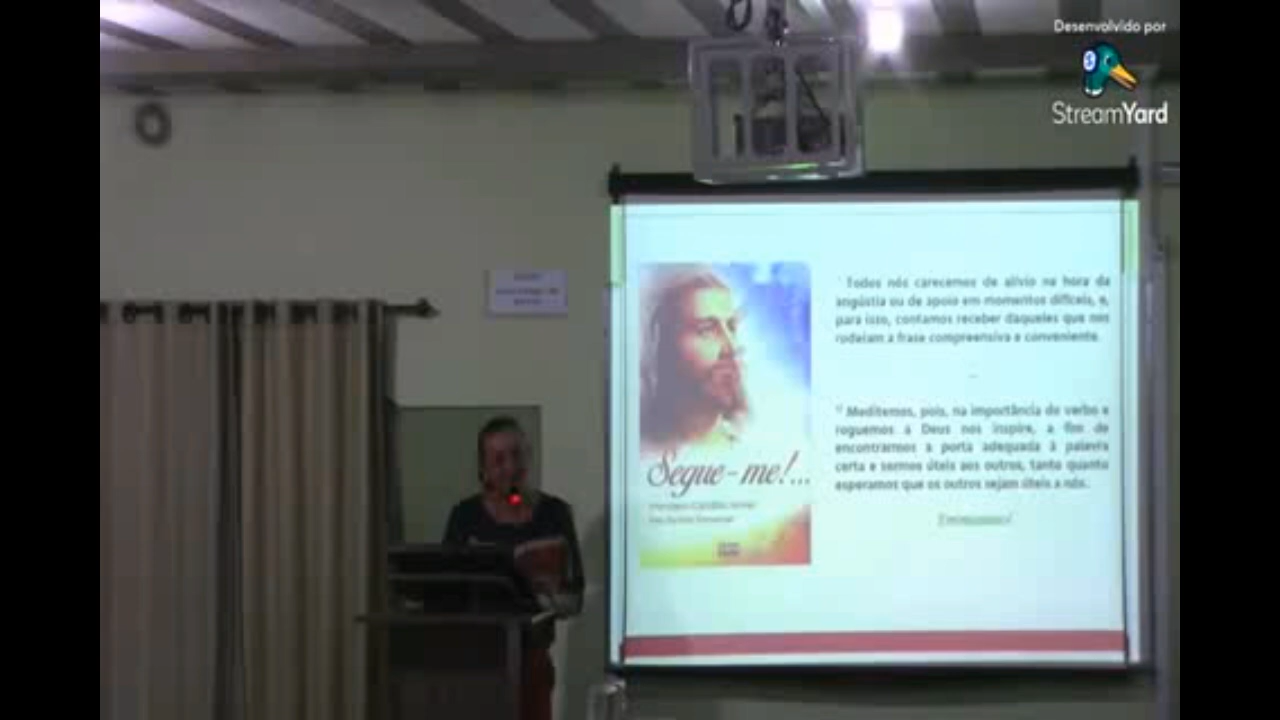 Desenvolvido por
StreamYard
Todos nós carecemos de alívio na hora da
angústia ou de apoio em momentos difíceis, e,
para isso, contamos receber daqueles que nos
rodeiam a frase compreensiva e conveniente.
Meditemos, pois, na importância do verbo e
roguemos a Deus nos inspire, a fim de
encontrarmos a porta adequada à palavra
certa e sermos úteis aos outros, tanto quanto
esperamos que os outros sejam úteis a nós.
Segue-me!...